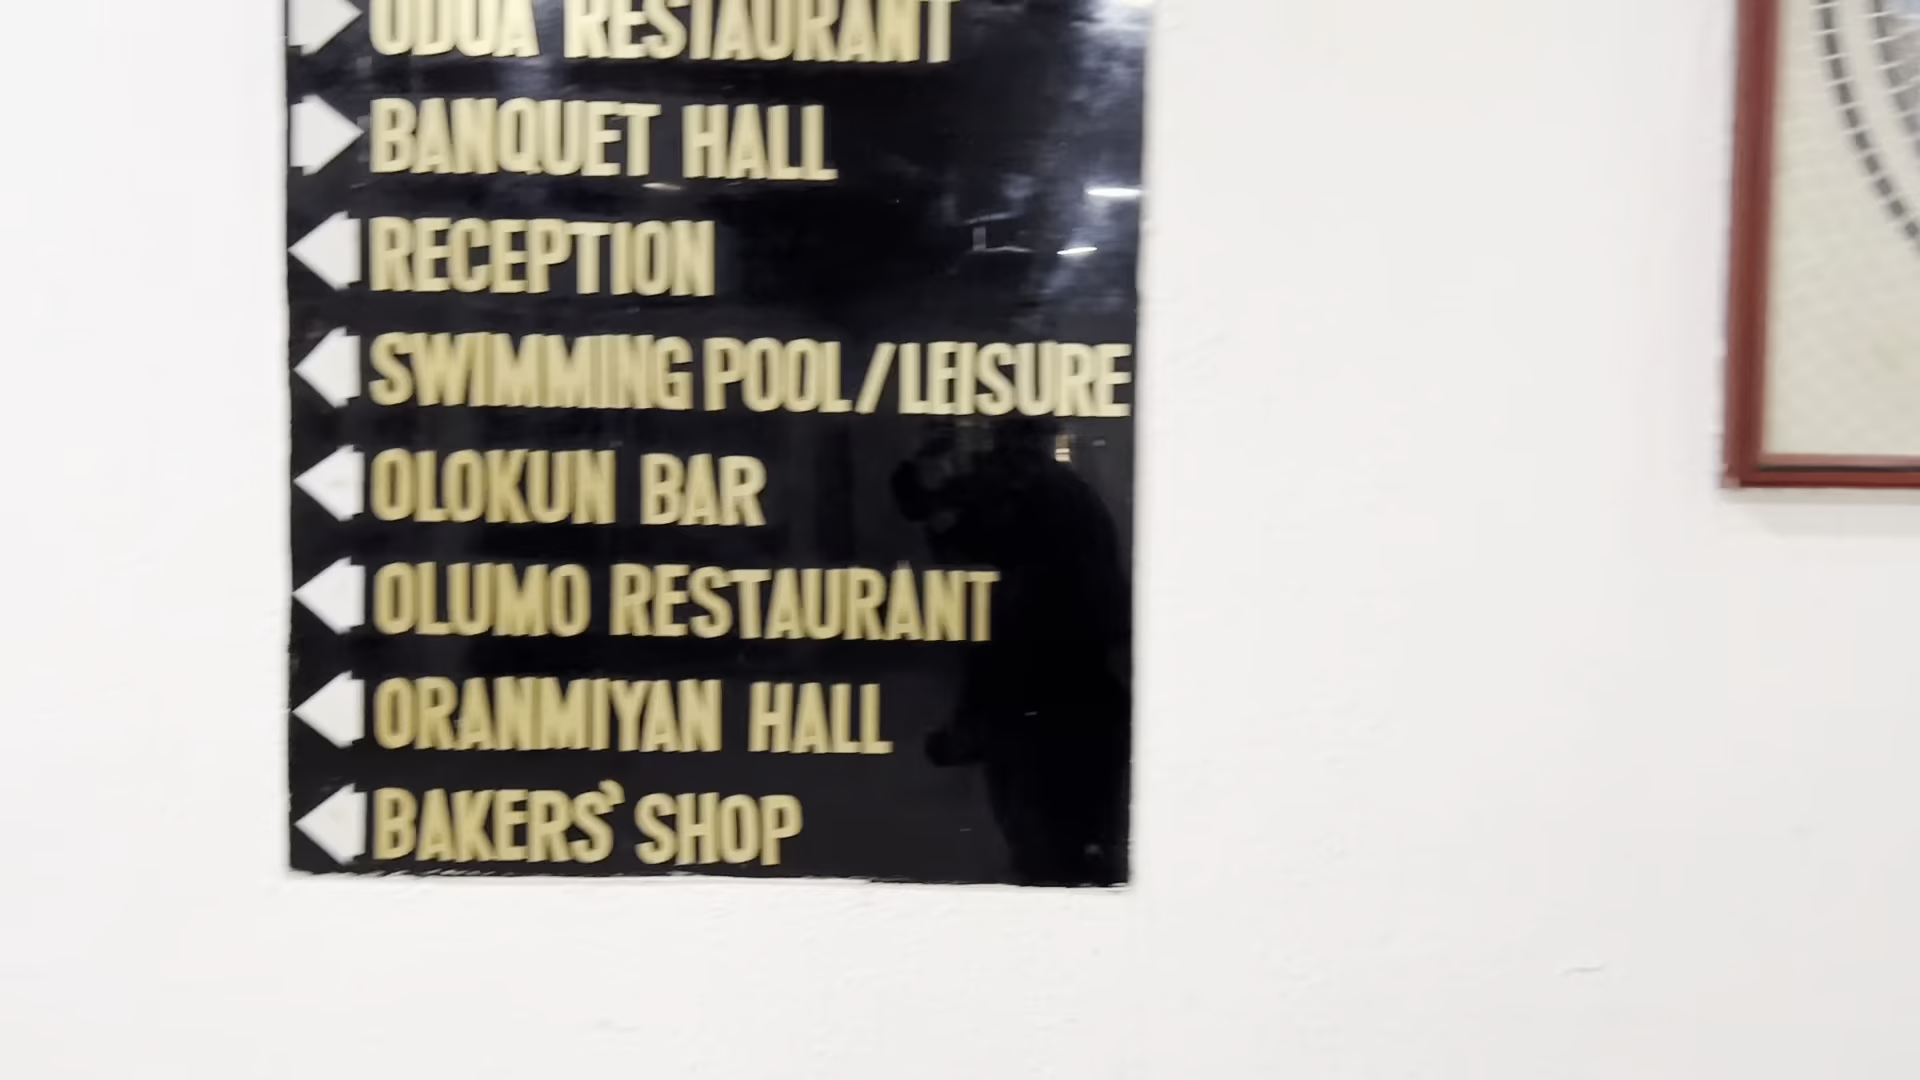 ODUA RESTAURANT
BANQUET HALL
RECEPTION
SWIMMING POOL/LEISURE
OLOKUN BAR
OLUMO RESTAURANT
ORANMIYAN HALL
BAKERS' SHOP